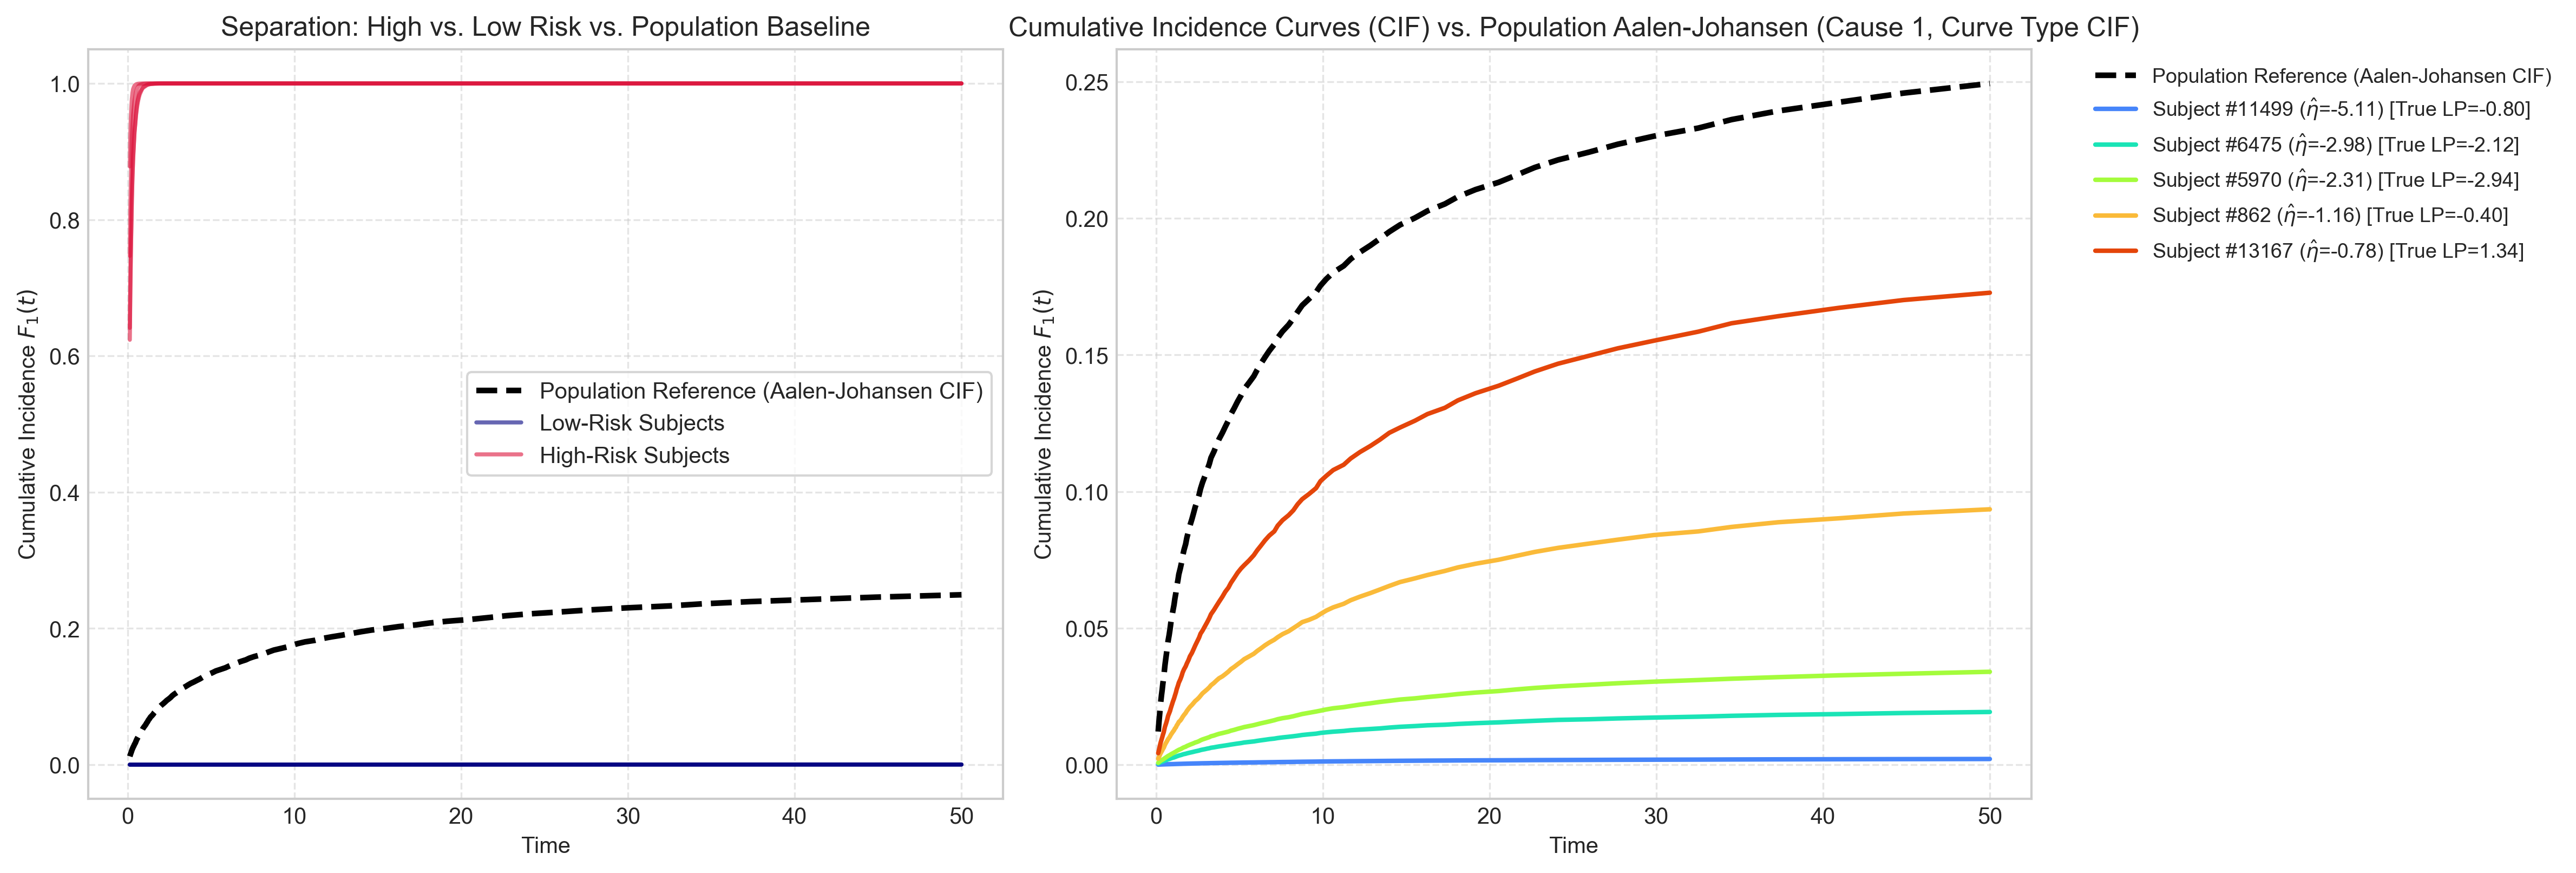 Separation: High vs. Low Risk vs. Population Baseline
Cumulative Incidence F₁(t)
1.0
0.8
0.6
0.4
0.2
0.0
Population Reference (Aalen-Johansen CIF)
Low-Risk Subjects
High-Risk Subjects
0 10 20 30 40 50
Time
Cumulative Incidence Curves (CIF) vs. Population Aalen-Johansen (Cause 1, Curve Type CIF)
Cumulative Incidence F₁(t)
0.25
0.20
0.15
0.10
0.05
0.00
0 10 20 30 40 50
Time
Population Reference (Aalen-Johansen CIF)
Subject #11499 (η̂=-5.11) [True LP=-0.80]
Subject #6475 (η̂=-2.98) [True LP=-2.12]
Subject #5970 (η̂=-2.31) [True LP=-2.94]
Subject #862 (η̂=-1.16) [True LP=-0.40]
Subject #13167 (η̂=-0.78) [True LP=1.34]